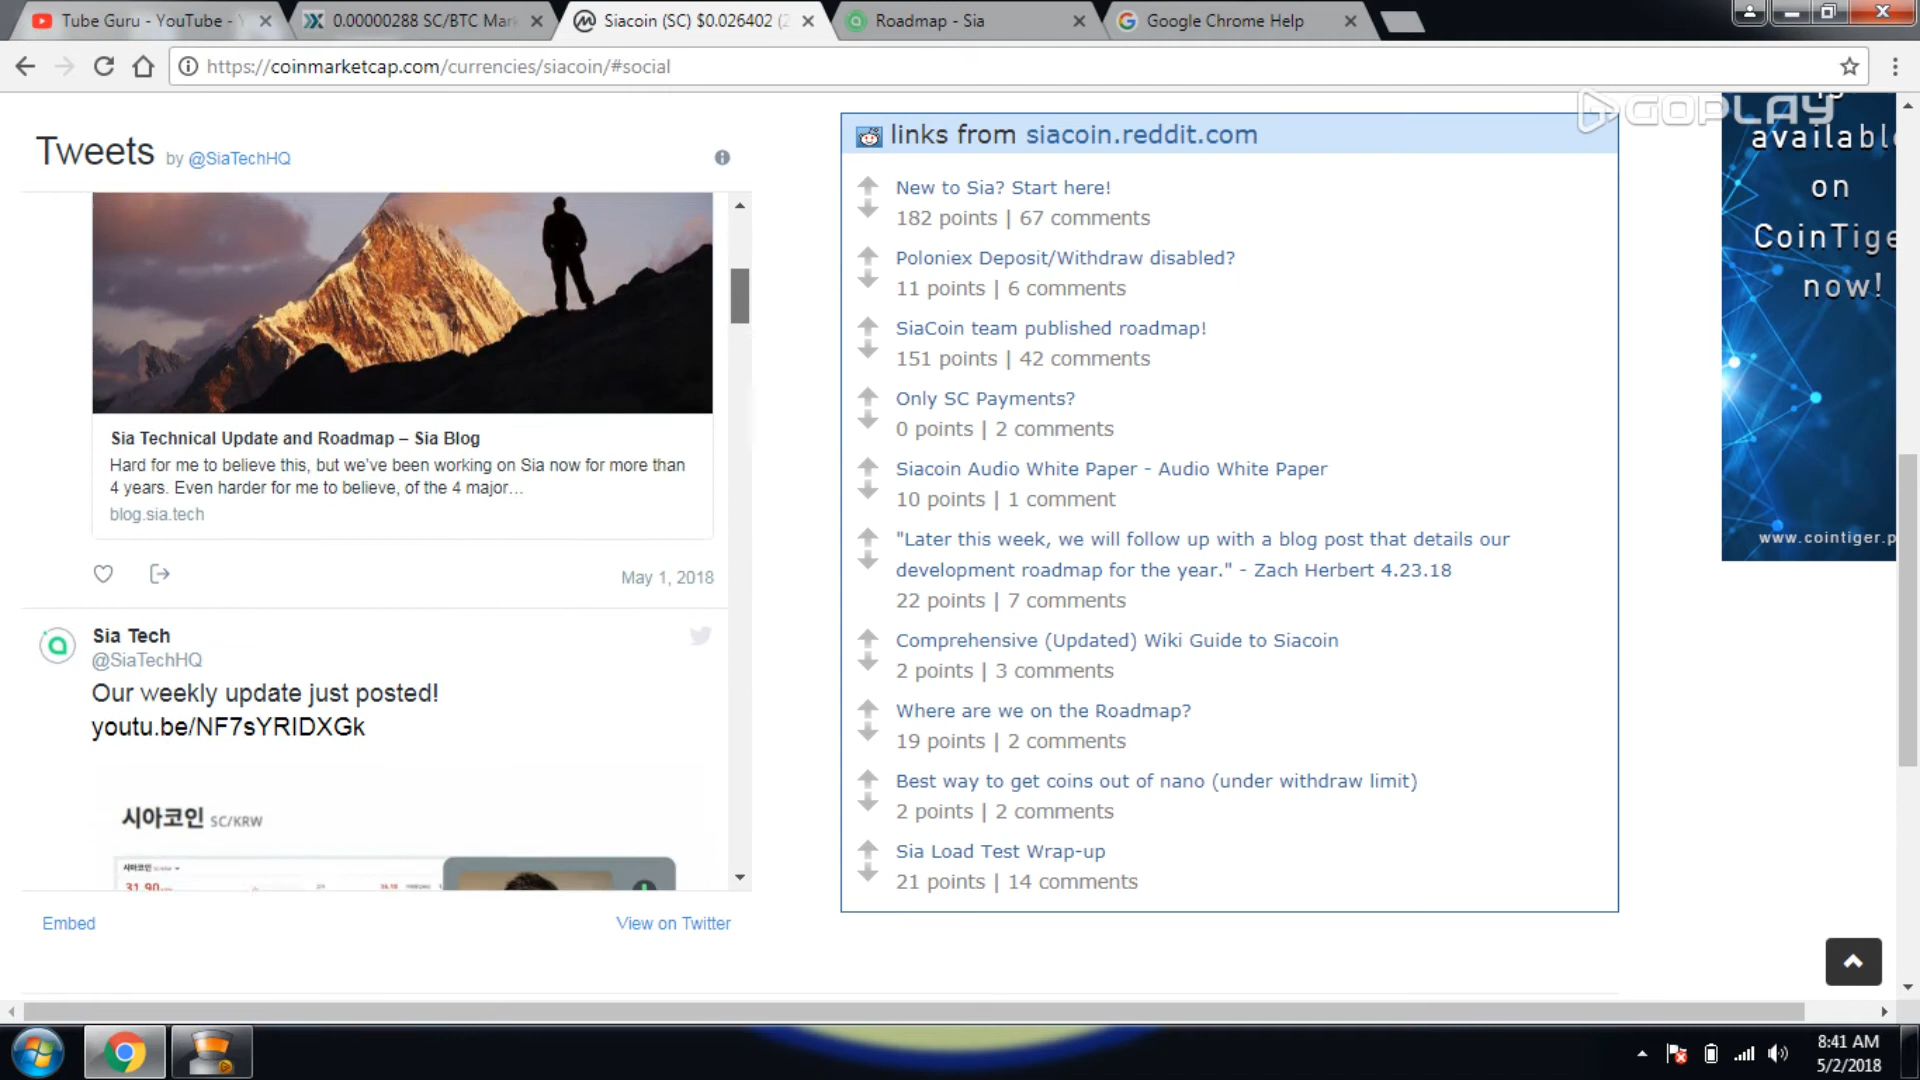 Tube Guru - YouTube -
0.00000288 SC/BTC Mar
Siacoin (SC) $0.026402 (
Roadmap - Sia
Google Chrome Help
https://coinmarketcap.com/currencies/siacoin/#social
GOPLAY
Tweets by @SiaTechHQ
Sia Technical Update and Roadmap – Sia Blog
Hard for me to believe this, but we've been working on Sia now for more than
4 years. Even harder for me to believe, of the 4 major…
blog.sia.tech
May 1, 2018
Sia Tech
@SiaTechHQ
Our weekly update just posted!
youtu.be/NF7sYRIDXGk
시아코인 SC/KRW
시아코인
31.90
Embed
View on Twitter
links from siacoin.reddit.com
New to Sia? Start here!
182 points | 67 comments
Poloniex Deposit/Withdraw disabled?
11 points | 6 comments
SiaCoin team published roadmap!
151 points | 42 comments
Only SC Payments?
0 points | 2 comments
Siacoin Audio White Paper - Audio White Paper
10 points | 1 comment
"Later this week, we will follow up with a blog post that details our
development roadmap for the year." - Zach Herbert 4.23.18
22 points | 7 comments
Comprehensive (Updated) Wiki Guide to Siacoin
2 points | 3 comments
Where are we on the Roadmap?
19 points | 2 comments
Best way to get coins out of nano (under withdraw limit)
2 points | 2 comments
Sia Load Test Wrap-up
21 points | 14 comments
available
on
CoinTige
now!
www.cointiger.p
8:41 AM
5/2/2018